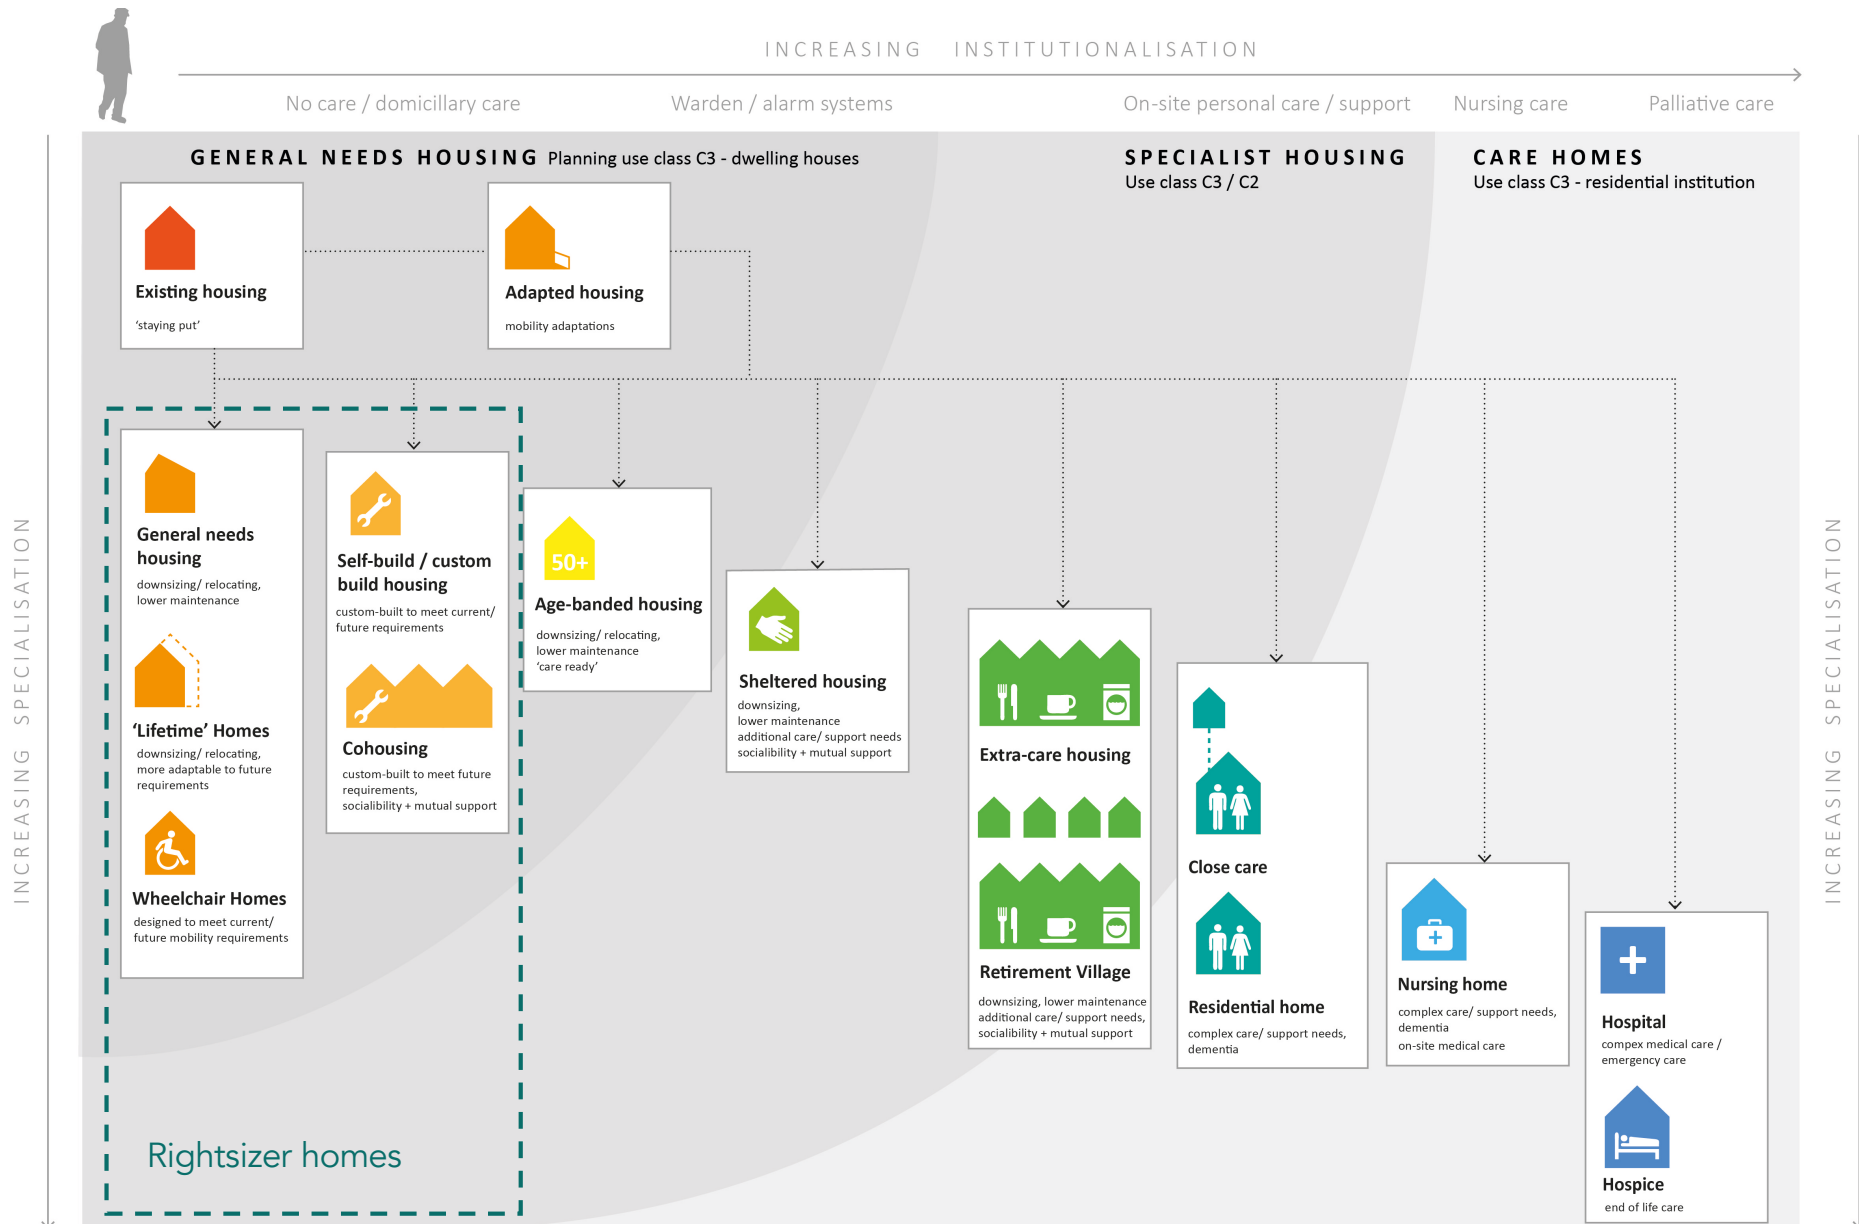 INCREASING INSTITUTIONALISATION
No care / domicillary care
Warden / alarm systems
On-site personal care / support
Nursing care
Palliative care
GENERAL NEEDS HOUSING Planning use class C3 - dwelling houses
SPECIALIST HOUSING
Use class C3 / C2
CARE HOMES
Use class C3 - residential institution
Existing housing
‘staying put’
Adapted housing
mobility adaptations
INCREASING SPECIALISATION
General needs
housing
downsizing/ relocating,
lower maintenance
‘Lifetime’ Homes
downsizing/ relocating,
more adaptable to future
requirements
Wheelchair Homes
designed to meet current/
future mobility requirements
Self-build / custom
build housing
custom-built to meet current/
future requirements
Cohousing
custom-built to meet future
requirements,
socialibility + mutual support
Rightsizer homes
50+
Age-banded housing
downsizing/ relocating,
lower maintenance
‘care ready’
Sheltered housing
downsizing,
lower maintenance
additional care/ support needs
socialibility + mutual support
Extra-care housing
Retirement Village
downsizing, lower maintenance
additional care/ support needs,
socialibility + mutual support
Close care
Residential home
complex care/ support needs,
dementia
Nursing home
complex care/ support needs,
dementia
on-site medical care
Hospital
compex medical care /
emergency care
Hospice
end of life care
INCREASING SPECIALISATION